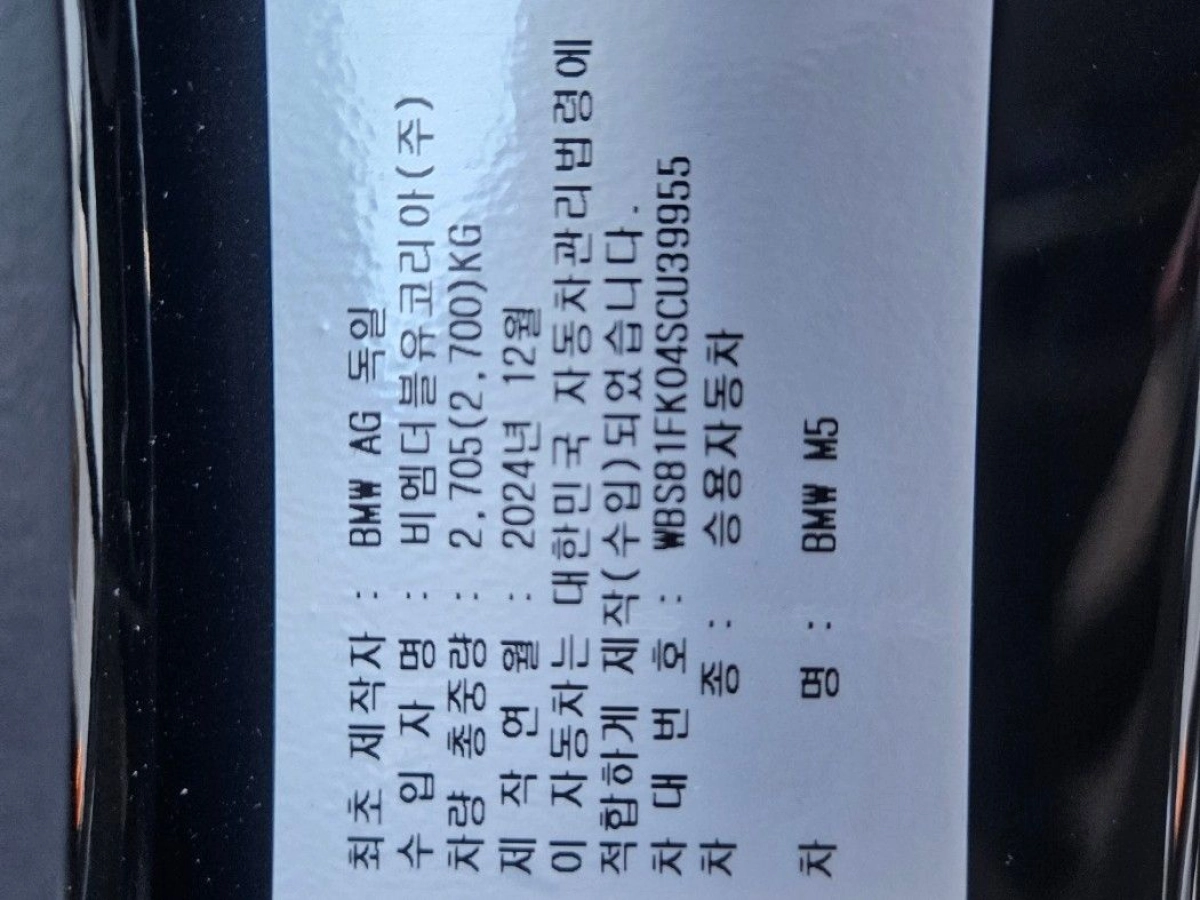 최초 제작자 : BMW AG 독일
수 입 자 명 : 비엠더블유코리아(주)
차량 총중량 : 2,705(2,700)KG
제 작 연 월 : 2024년 12월
이 자동차는 대한민국 자동차관리법령에
적합하게 제작(수입)되었습니다.
차 대 번 호 : WBS81FK04SCU39955
차 종 : 승용자동차
차 명 : BMW M5